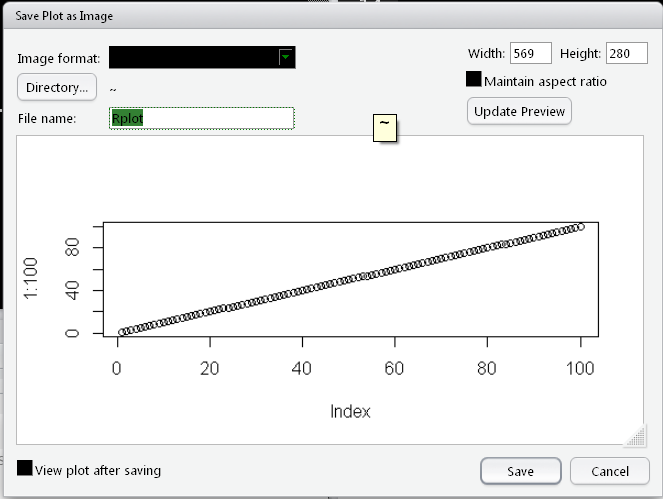 Save Plot as Image
Image format:
Width: 569 Height: 280
Directory... ~
Maintain aspect ratio
File name: Rplot
~
Update Preview
1:100
80
40
0
0 20 40 60 80 100
Index
View plot after saving
Save Cancel